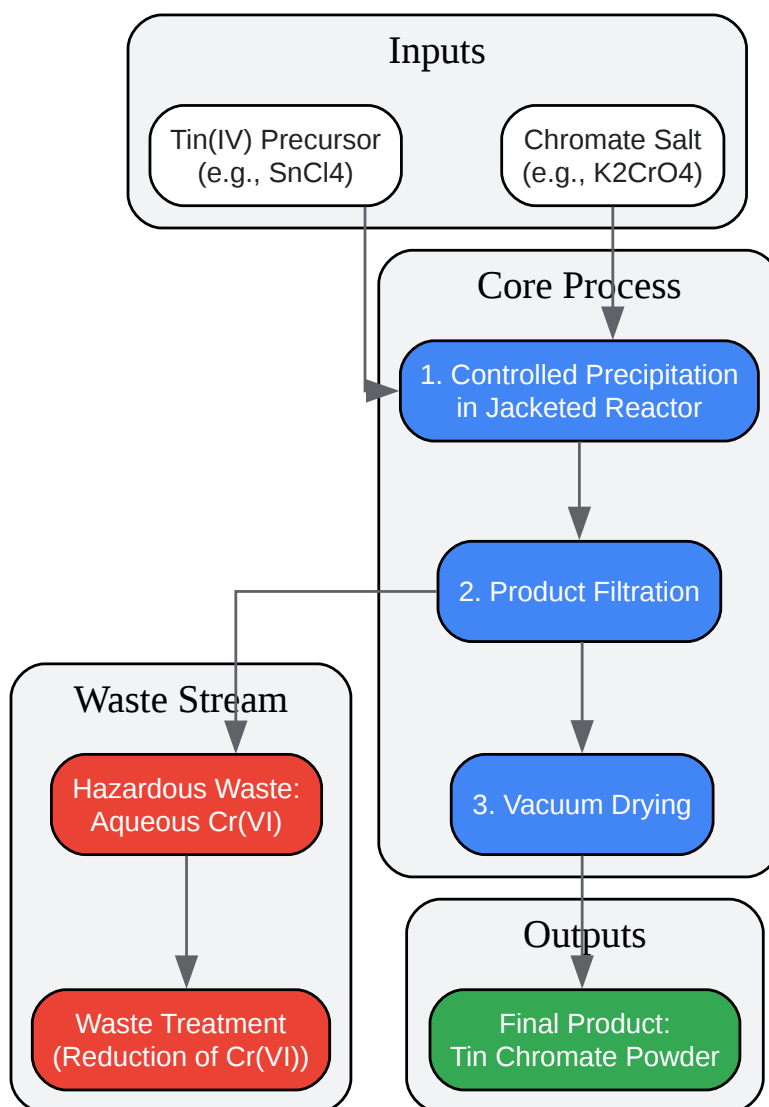 Inputs
Tin(IV) Precursor
(e.g., SnCl4)
Chromate Salt
(e.g., K2CrO4)
Core Process
1. Controlled Precipitation
in Jacketed Reactor
2. Product Filtration
Waste Stream
Hazardous Waste:
Aqueous Cr(VI)
3. Vacuum Drying
Outputs
Waste Treatment
(Reduction of Cr(VI))
Final Product:
Tin Chromate Powder